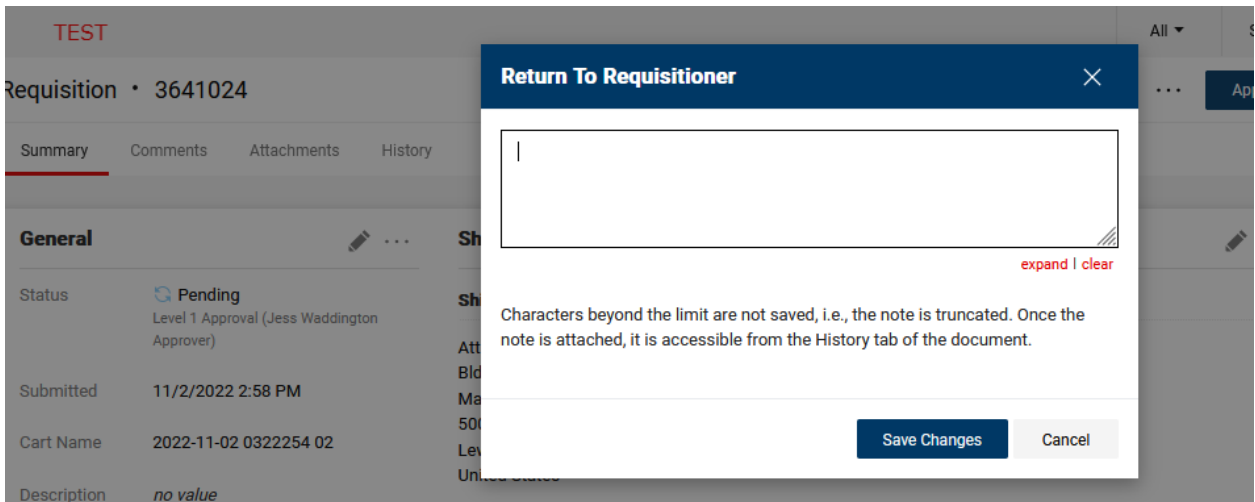 TEST
All
Requisition • 3641024
Return To Requisitioner
Summary Comments Attachments History
expand | clear
General
Status
Pending
Level 1 Approval (Jess Waddington
Approver)
Characters beyond the limit are not saved, i.e., the note is truncated. Once the
note is attached, it is accessible from the History tab of the document.
Submitted 11/2/2022 2:58 PM
Cart Name 2022-11-02 0322254 02
Description no value
Save Changes Cancel